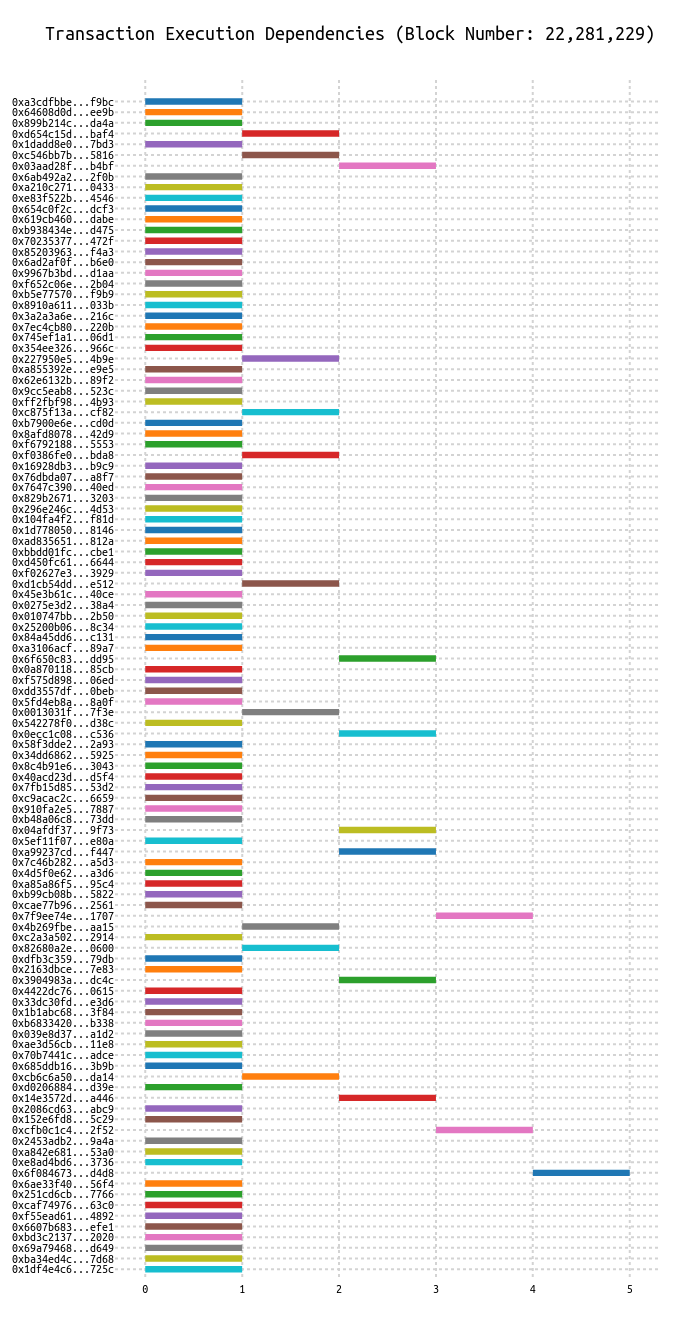 Transaction Execution Dependencies (Block Number: 22,281,229)
0xa3cdfbbe...f9bc
0x64608d0d...ee9b
0x899b214c...da4a
0xd654c15d...baf4
0x1dadd8e0...7bd3
0xc546bb7b...5816
0x03aad28f...b4bf
0x6ab492a2...2f0b
0xa210c271...0433
0xe83f522b...4546
0x654c0f2c...dcf3
0x619cb460...dabe
0xb938434e...d475
0x70235377...472f
0x85203963...f4a3
0x6ad2af0f...b6e0
0x9967b3bd...d1aa
0xf652c06e...2b04
0xb5e77570...f9b9
0x8910a611...033b
0x3a2a3a6e...216c
0x7ec4cb80...220b
0x745ef1a1...06d1
0x354ee326...966c
0x227950e5...4b9e
0xa855392e...e9e5
0x62e6132b...89f2
0x9cc5eab8...523c
0xff2fbf98...4b93
0xc875f13a...cf82
0xb7900e6e...cd0d
0x8afd8078...42d9
0xf6792188...5553
0xf0386fe0...bda8
0x16928db3...b9c9
0x76dbda07...a8f7
0x7647c390...40ed
0x829b2671...3203
0x296e246c...4d53
0x104fa4f2...f81d
0x1d778050...8146
0xad835651...812a
0xbbdd01fc...cbe1
0xd450fc61...6644
0xf02627e3...3929
0xd1cb54dd...e512
0x45e3b61c...40ce
0x0275e3d2...38a4
0x010747bb...2b50
0x25200b06...8c34
0x84a45dd6...c131
0xa3106acf...89a7
0x6f650c83...dd95
0x0a870118...85cb
0xf575d898...06ed
0xdd3557df...0beb
0x5fd4eb8a...8a0f
0x0013031f...7f3e
0x542278f0...d38c
0x0ecc1c08...c536
0x58f3dde2...2a93
0x34dd6862...5925
0x8c4b91e6...3043
0x40acd23d...d5f4
0x7fb15d85...53d2
0xc9acac2c...6659
0x910fa2e5...7887
0xb48a06c8...73dd
0x04afdf37...9f73
0x5ef11f07...e80a
0xa99237cd...f447
0x7c46b282...a5d3
0x4d5f0e62...a3d6
0xa85a86f5...95c4
0xb99cb08b...5822
0xcae77b96...2561
0x7f9ee74e...1707
0x4b269fbe...aa15
0xc2a3a502...2914
0x82680a2e...0600
0xdfb3c359...79db
0x2163dbce...7e83
0x3904983a...dc4c
0x4422dc76...0615
0x33dc30fd...e3d6
0x1b1abc68...3f84
0xb6833420...b338
0x039e8d37...a1d2
0xae3d56cb...11e8
0x70b7441c...adce
0x685ddb16...3b9b
0xcb6c6a50...da14
0xd0206884...d39e
0x14e3572d...a446
0x2086cd63...abc9
0x152e6fd8...5c29
0xcfb0c1c4...2f52
0x2453adb2...9a4a
0xa842e681...53a0
0xe8ad4bd6...3736
0x6f084673...d4d8
0x6ae33f40...56f4
0x251cd6cb...7766
0xcaf74976...63c0
0xf55ead61...4892
0x6607b683...efe1
0xbd3c2137...2020
0x69a79468...d649
0xba34ed4c...7d68
0x1df4e4c6...725c
0 1 2 3 4 5